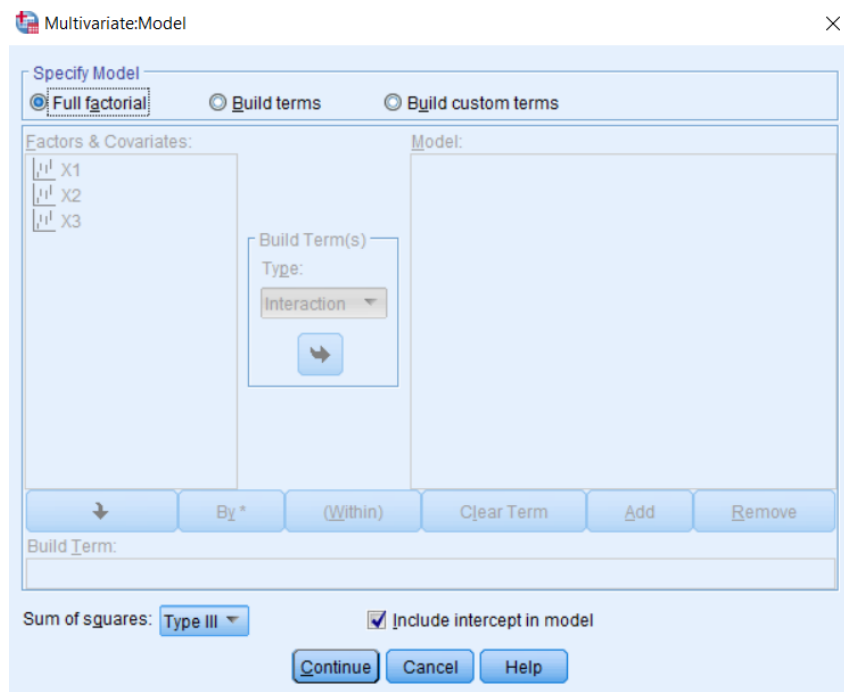 Multivariate:Model
Specify Model
Full factorial Build terms Build custom terms
Factors & Covariates: Model:
X1
X2
X3
Build Term(s)
Type:
Interaction
By * (Within) Clear Term Add Remove
Build Term:
Sum of squares: Type III Include intercept in model
Continue Cancel Help